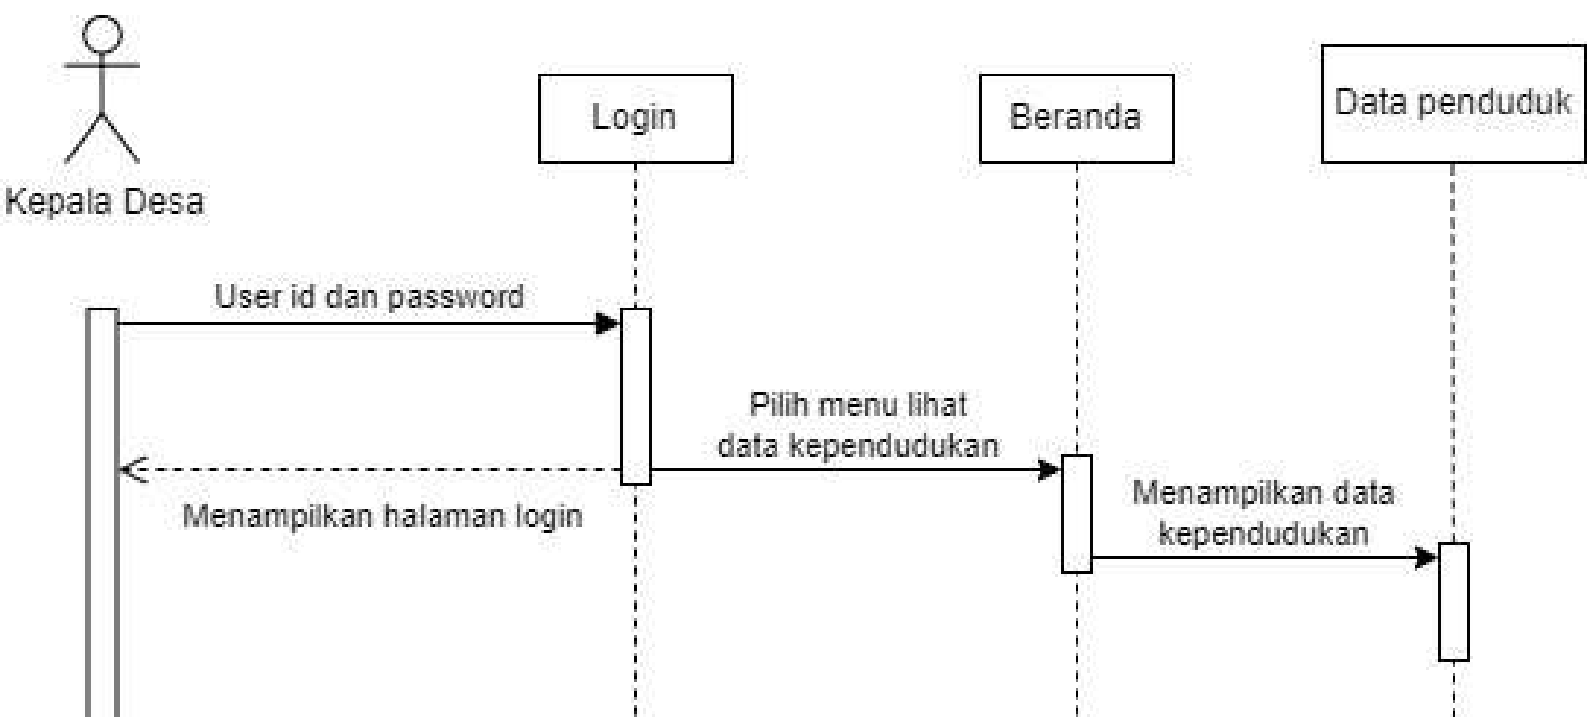 Login
Beranda
Data penduduk
Kepala Desa
User id dan password
Pilih menu lihat
data kependudukan
Menampilkan data
kependudukan
Menampilkan halaman login